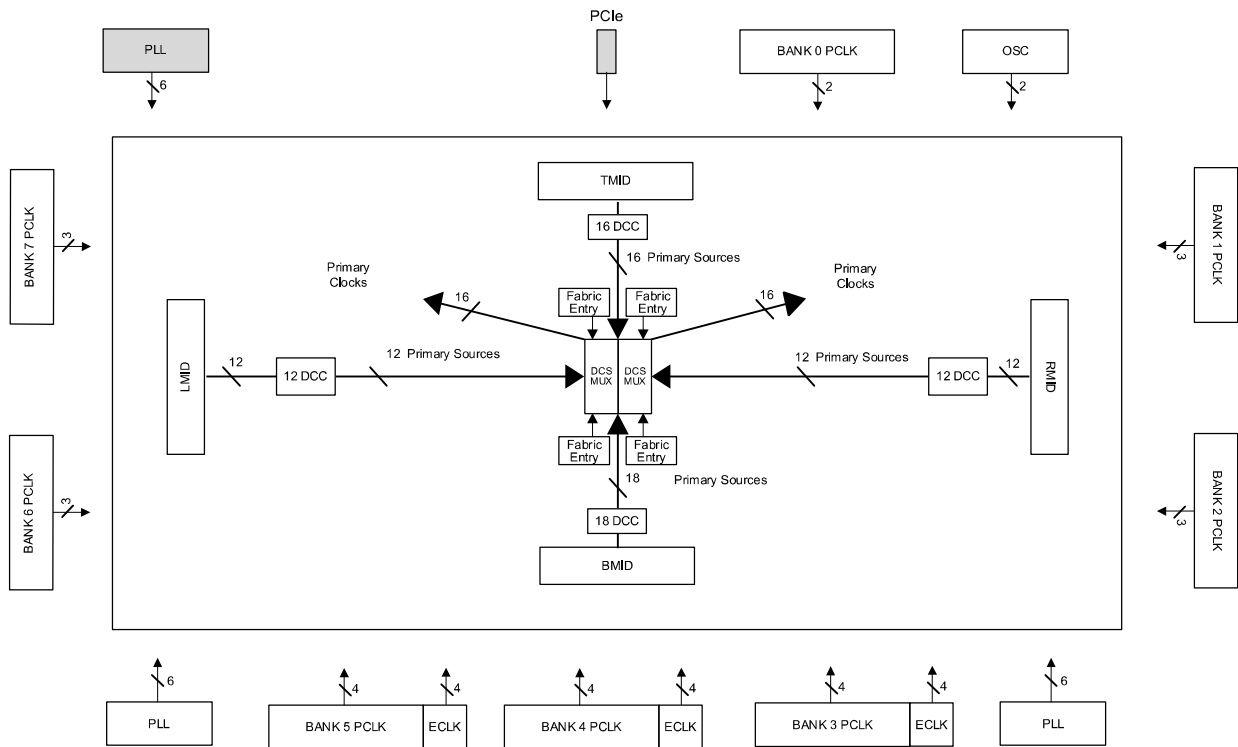 PCIe
PLL
BANK 0 PCLK
OSC
6
2
2
TMID
16 DCC
BANK 7 PCLK
3
BANK 1 PCLK
3
16 Primary Sources
Primary
Clocks
Primary
Clocks
16
Fabric
Entry
Fabric
Entry
16
LMID
12
12 DCC
12 Primary Sources
DCS
MUX
DCS
MUX
12 Primary Sources
12 DCC
12
RMID
Fabric
Entry
Fabric
Entry
18 Primary Sources
BANK 6 PCLK
3
BANK 2 PCLK
3
18 DCC
BMID
6
4
4
4
4
4
4
6
PLL
BANK 5 PCLK
ECLK
BANK 4 PCLK
ECLK
BANK 3 PCLK
ECLK
PLL